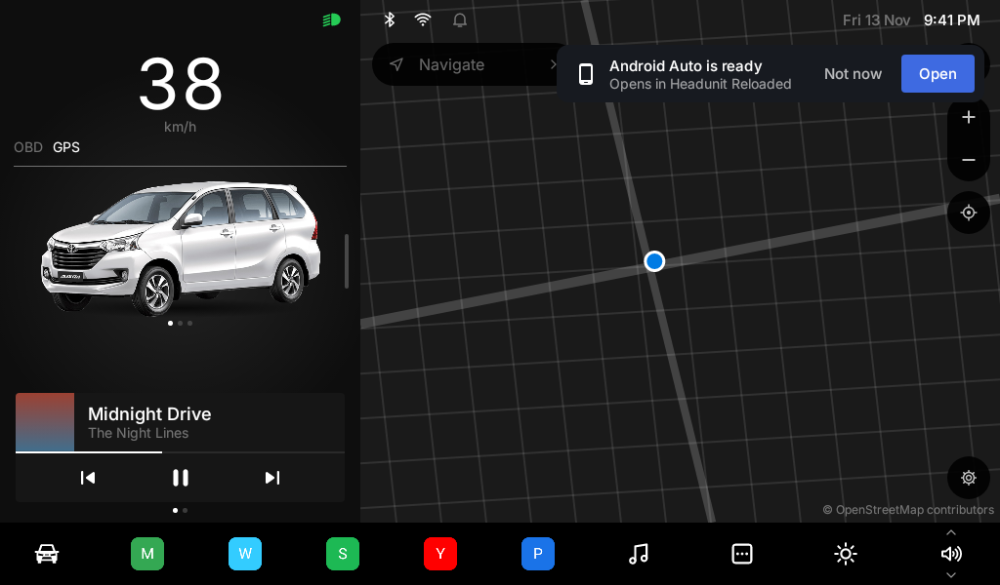 Fri 13 Nov 9:41 PM
38
km/h
OBD GPS
Navigate
Android Auto is ready
Opens in Headunit Reloaded
Not now
Open
Midnight Drive
The Night Lines
© OpenStreetMap contributors
M
W
S
Y
P